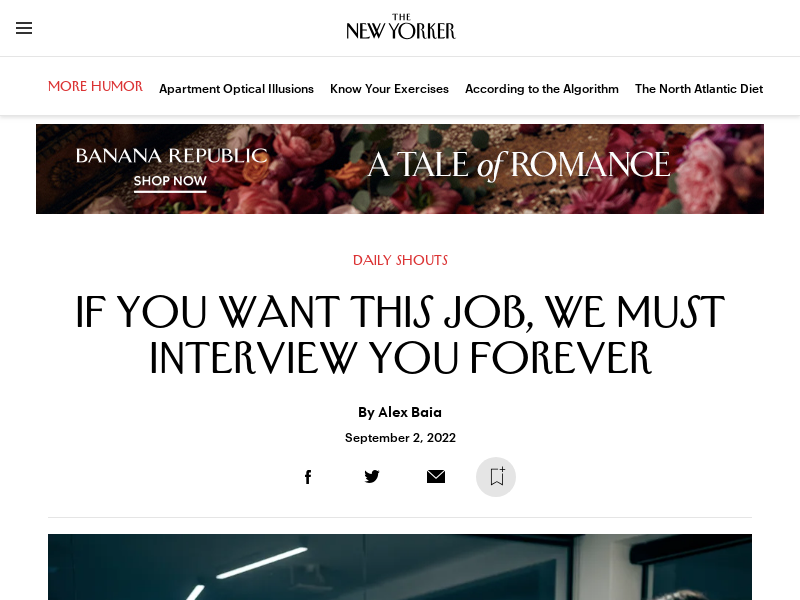 THE
NEW YORKER
MORE HUMOR Apartment Optical Illusions Know Your Exercises According to the Algorithm The North Atlantic Diet
BANANA REPUBLIC
SHOP NOW
A TALE of ROMANCE
DAILY SHOUTS
IF YOU WANT THIS JOB, WE MUST
INTERVIEW YOU FOREVER
By Alex Baia
September 2, 2022